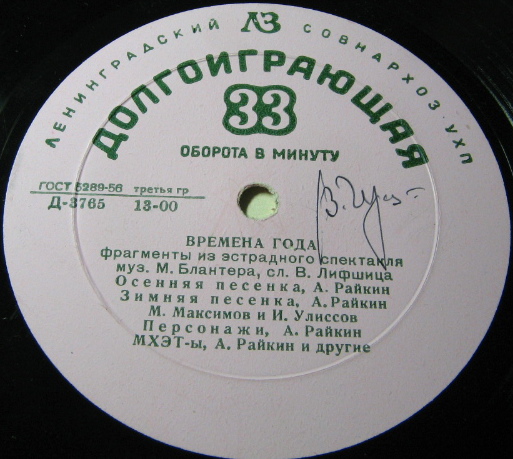 ЛЕНИНГРАДСКИЙ ЛЗ СОВНАРХОЗ УХП
ДОЛГОИГРАЮЩАЯ
33
ОБОРОТА В МИНУТУ
ГОСТ 5289-56 третья гр
Д-3765 13-00
ВРЕМЕНА ГОДА
фрагменты из эстрадного спектакля
муз. М. Блантера, сл. В. Лифшица
Осенняя песенка, А. Райкин
Зимняя песенка, А. Райкин
М. Максимов и И. Улиссов
Персонажи, А. Райкин
МХЭТ-ы, А. Райкин и другие